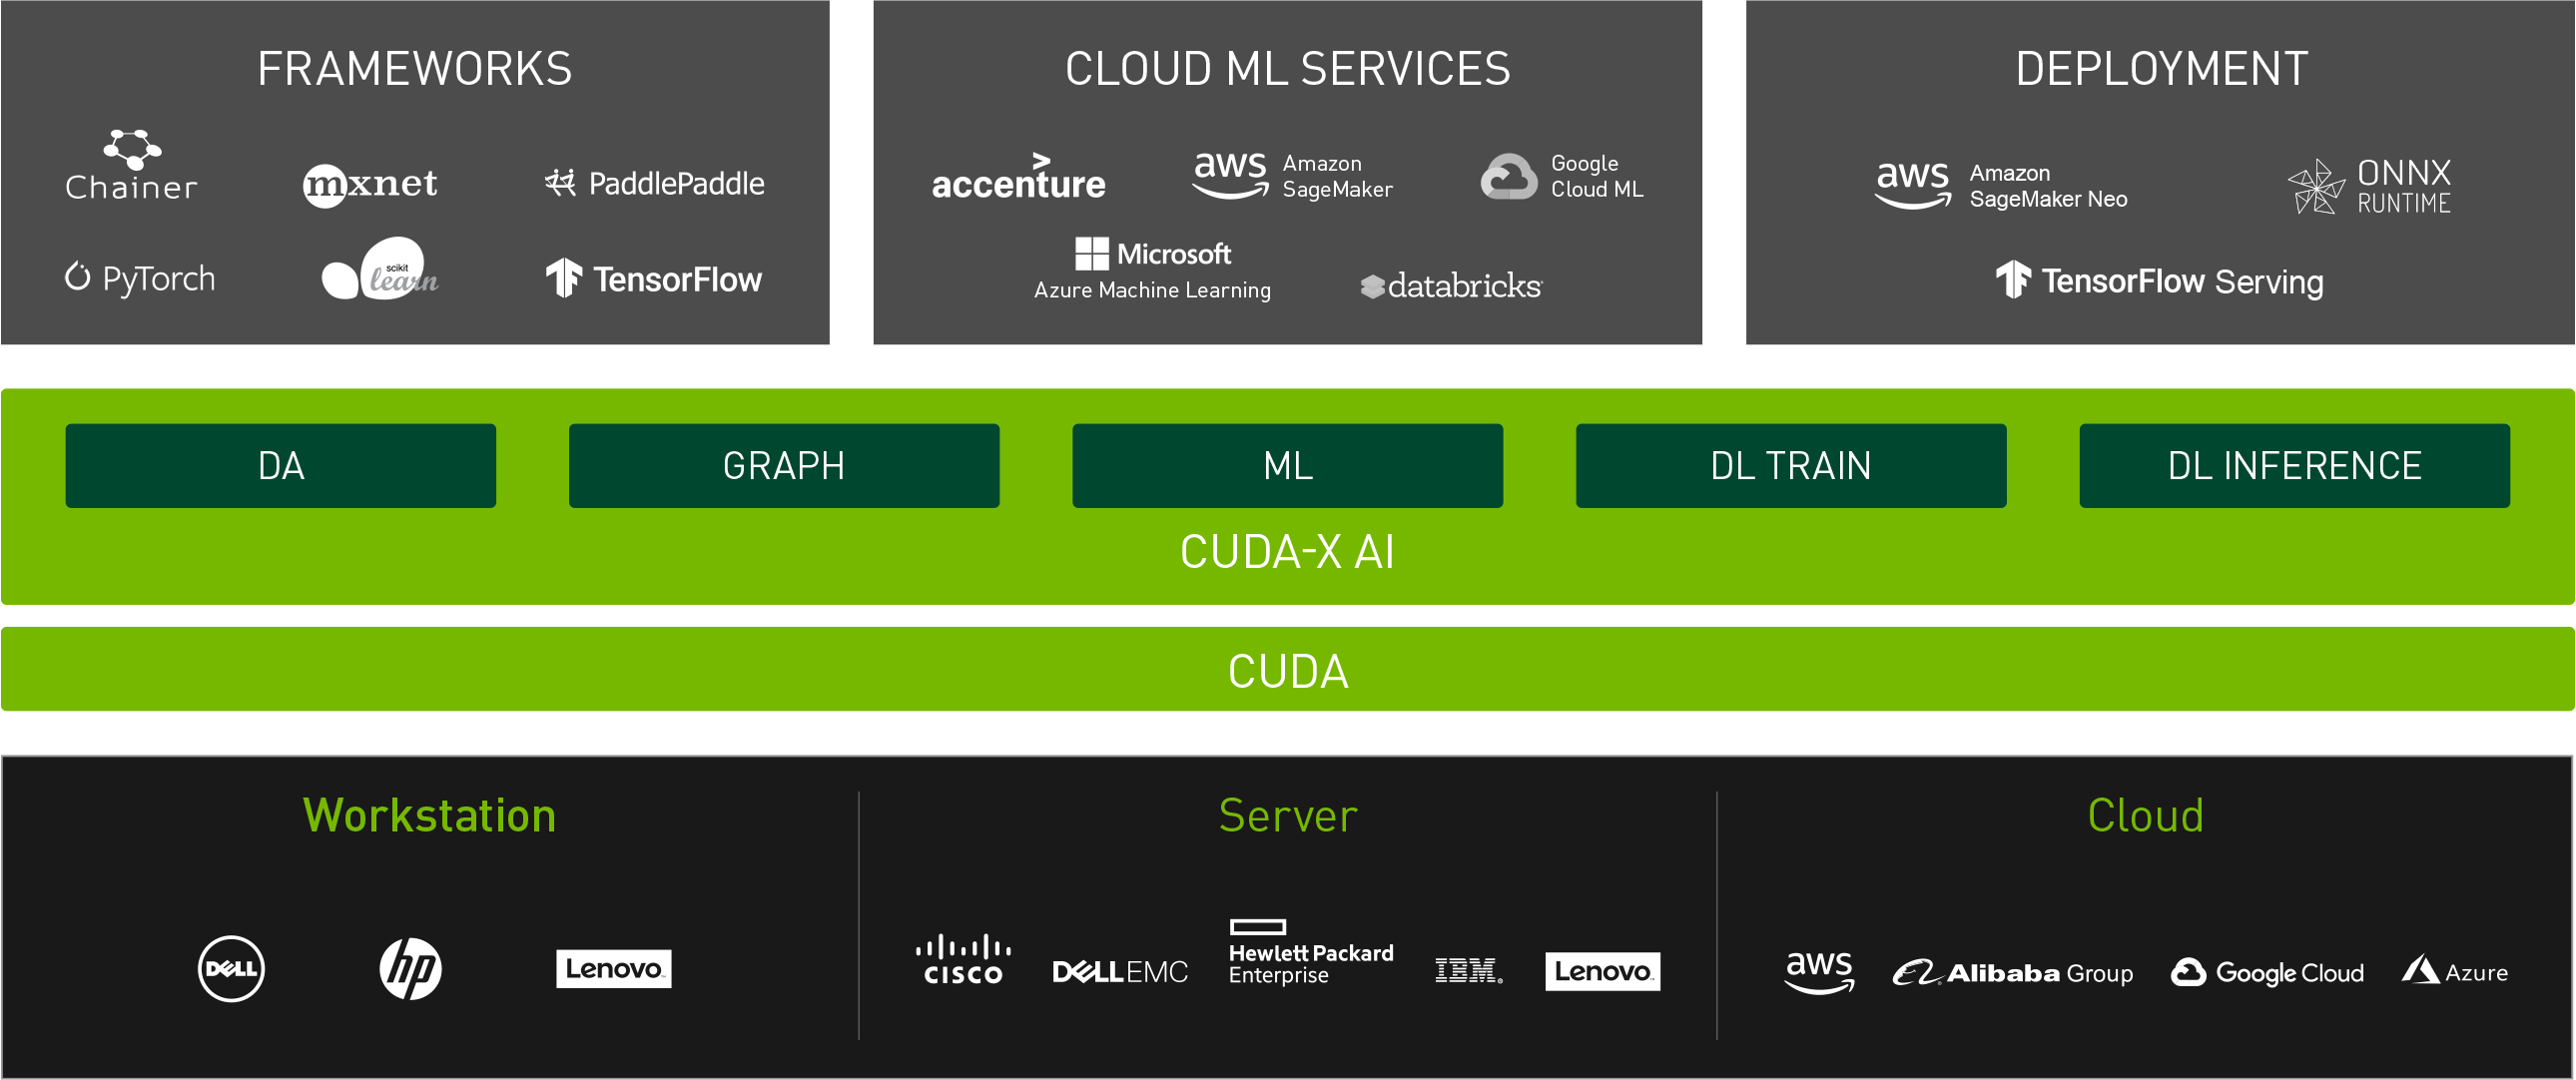 FRAMEWORKS
Chainer
mxnet
PaddlePaddle
PyTorch
scikit
learn
TensorFlow
CLOUD ML SERVICES
accenture
aws
Amazon
SageMaker
Google
Cloud ML
Microsoft
Azure Machine Learning
databricks
DEPLOYMENT
aws
Amazon
SageMaker Neo
ONNX
RUNTIME
TensorFlow Serving
DA
GRAPH
ML
DL TRAIN
DL INFERENCE
CUDA-X AI
CUDA
Workstation
DELL
hp
Lenovo
Server
CISCO
DELL EMC
Hewlett Packard
Enterprise
IBM®
Lenovo
Cloud
aws
Alibaba Group
Google Cloud
Azure